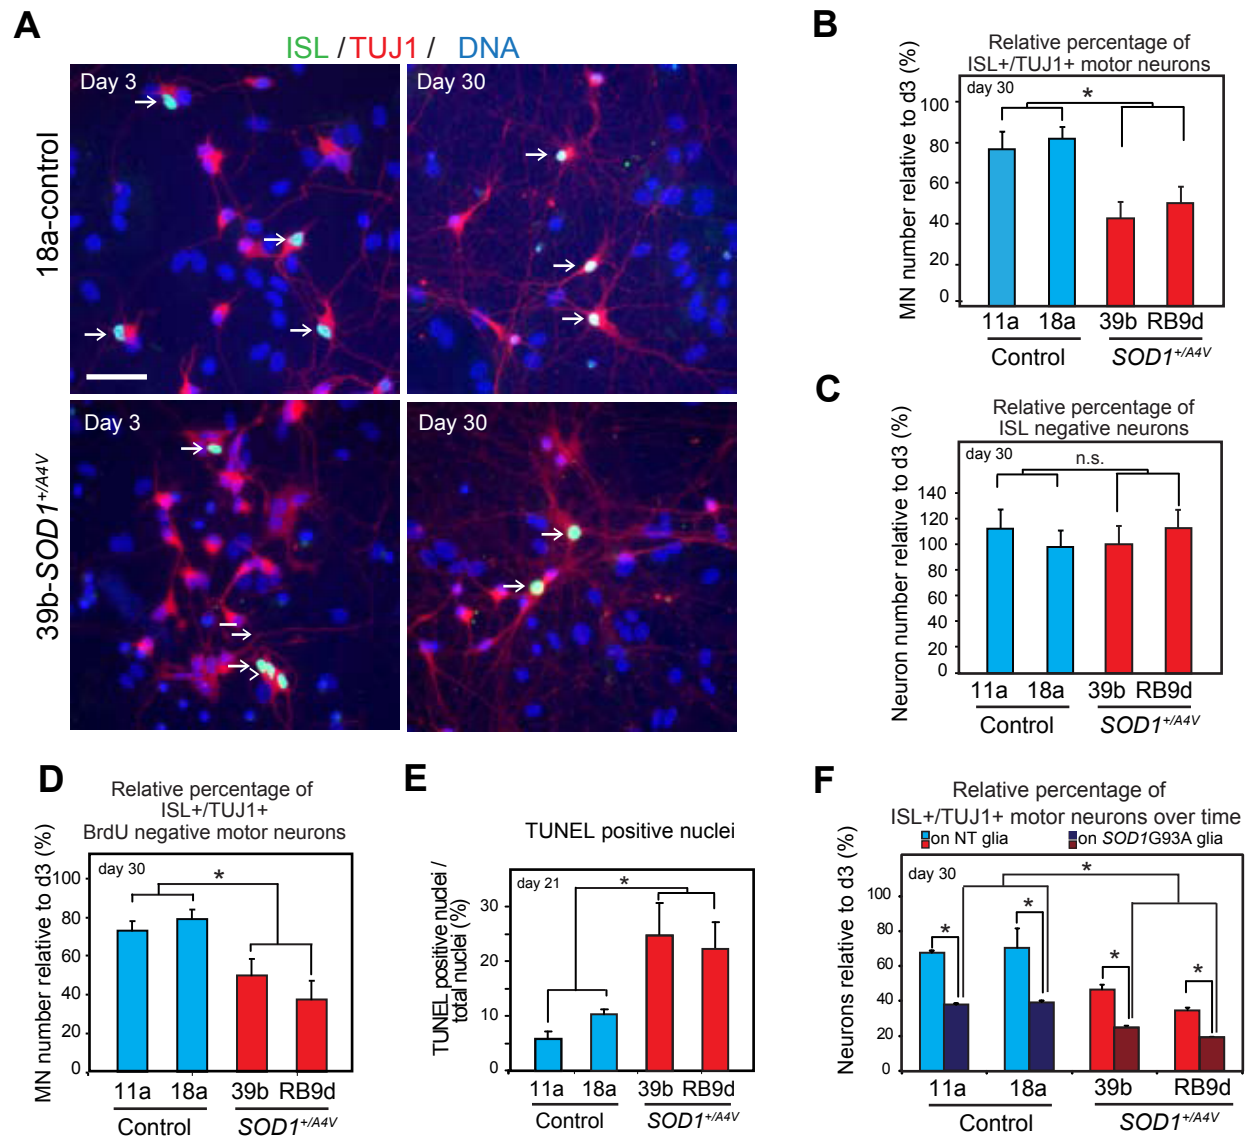 A
ISL / TUJ1 / DNA
18a-control
Day 3
Day 30
39b-SOD1+/A4V
Day 3
Day 30
B
Relative percentage of
ISL+/TUJ1+ motor neurons
MN number relative to d3 (%)
day 30
*
100
80
60
40
20
0
11a 18a 39b RB9d
Control SOD1+/A4V
C
Relative percentage of
ISL negative neurons
Neuron number relative to d3 (%)
day 30
n.s.
140
120
100
80
60
40
20
0
11a 18a 39b RB9d
Control SOD1+/A4V
D
Relative percentage of
ISL+/TUJ1+
BrdU negative motor neurons
MN number relative to d3 (%)
day 30
*
100
80
60
40
20
0
11a 18a 39b RB9d
Control SOD1+/A4V
E
TUNEL positive nuclei
TUNEL positive nuclei /
total nuclei (%)
day 21
*
30
20
10
0
11a 18a 39b RB9d
Control SOD1+/A4V
F
Relative percentage of
ISL+/TUJ1+ motor neurons over time
on NT glia on SOD1G93A glia
Neurons relative to d3 (%)
day 30
*
* * * *
100
80
60
40
20
0
11a 18a 39b RB9d
Control SOD1+/A4V